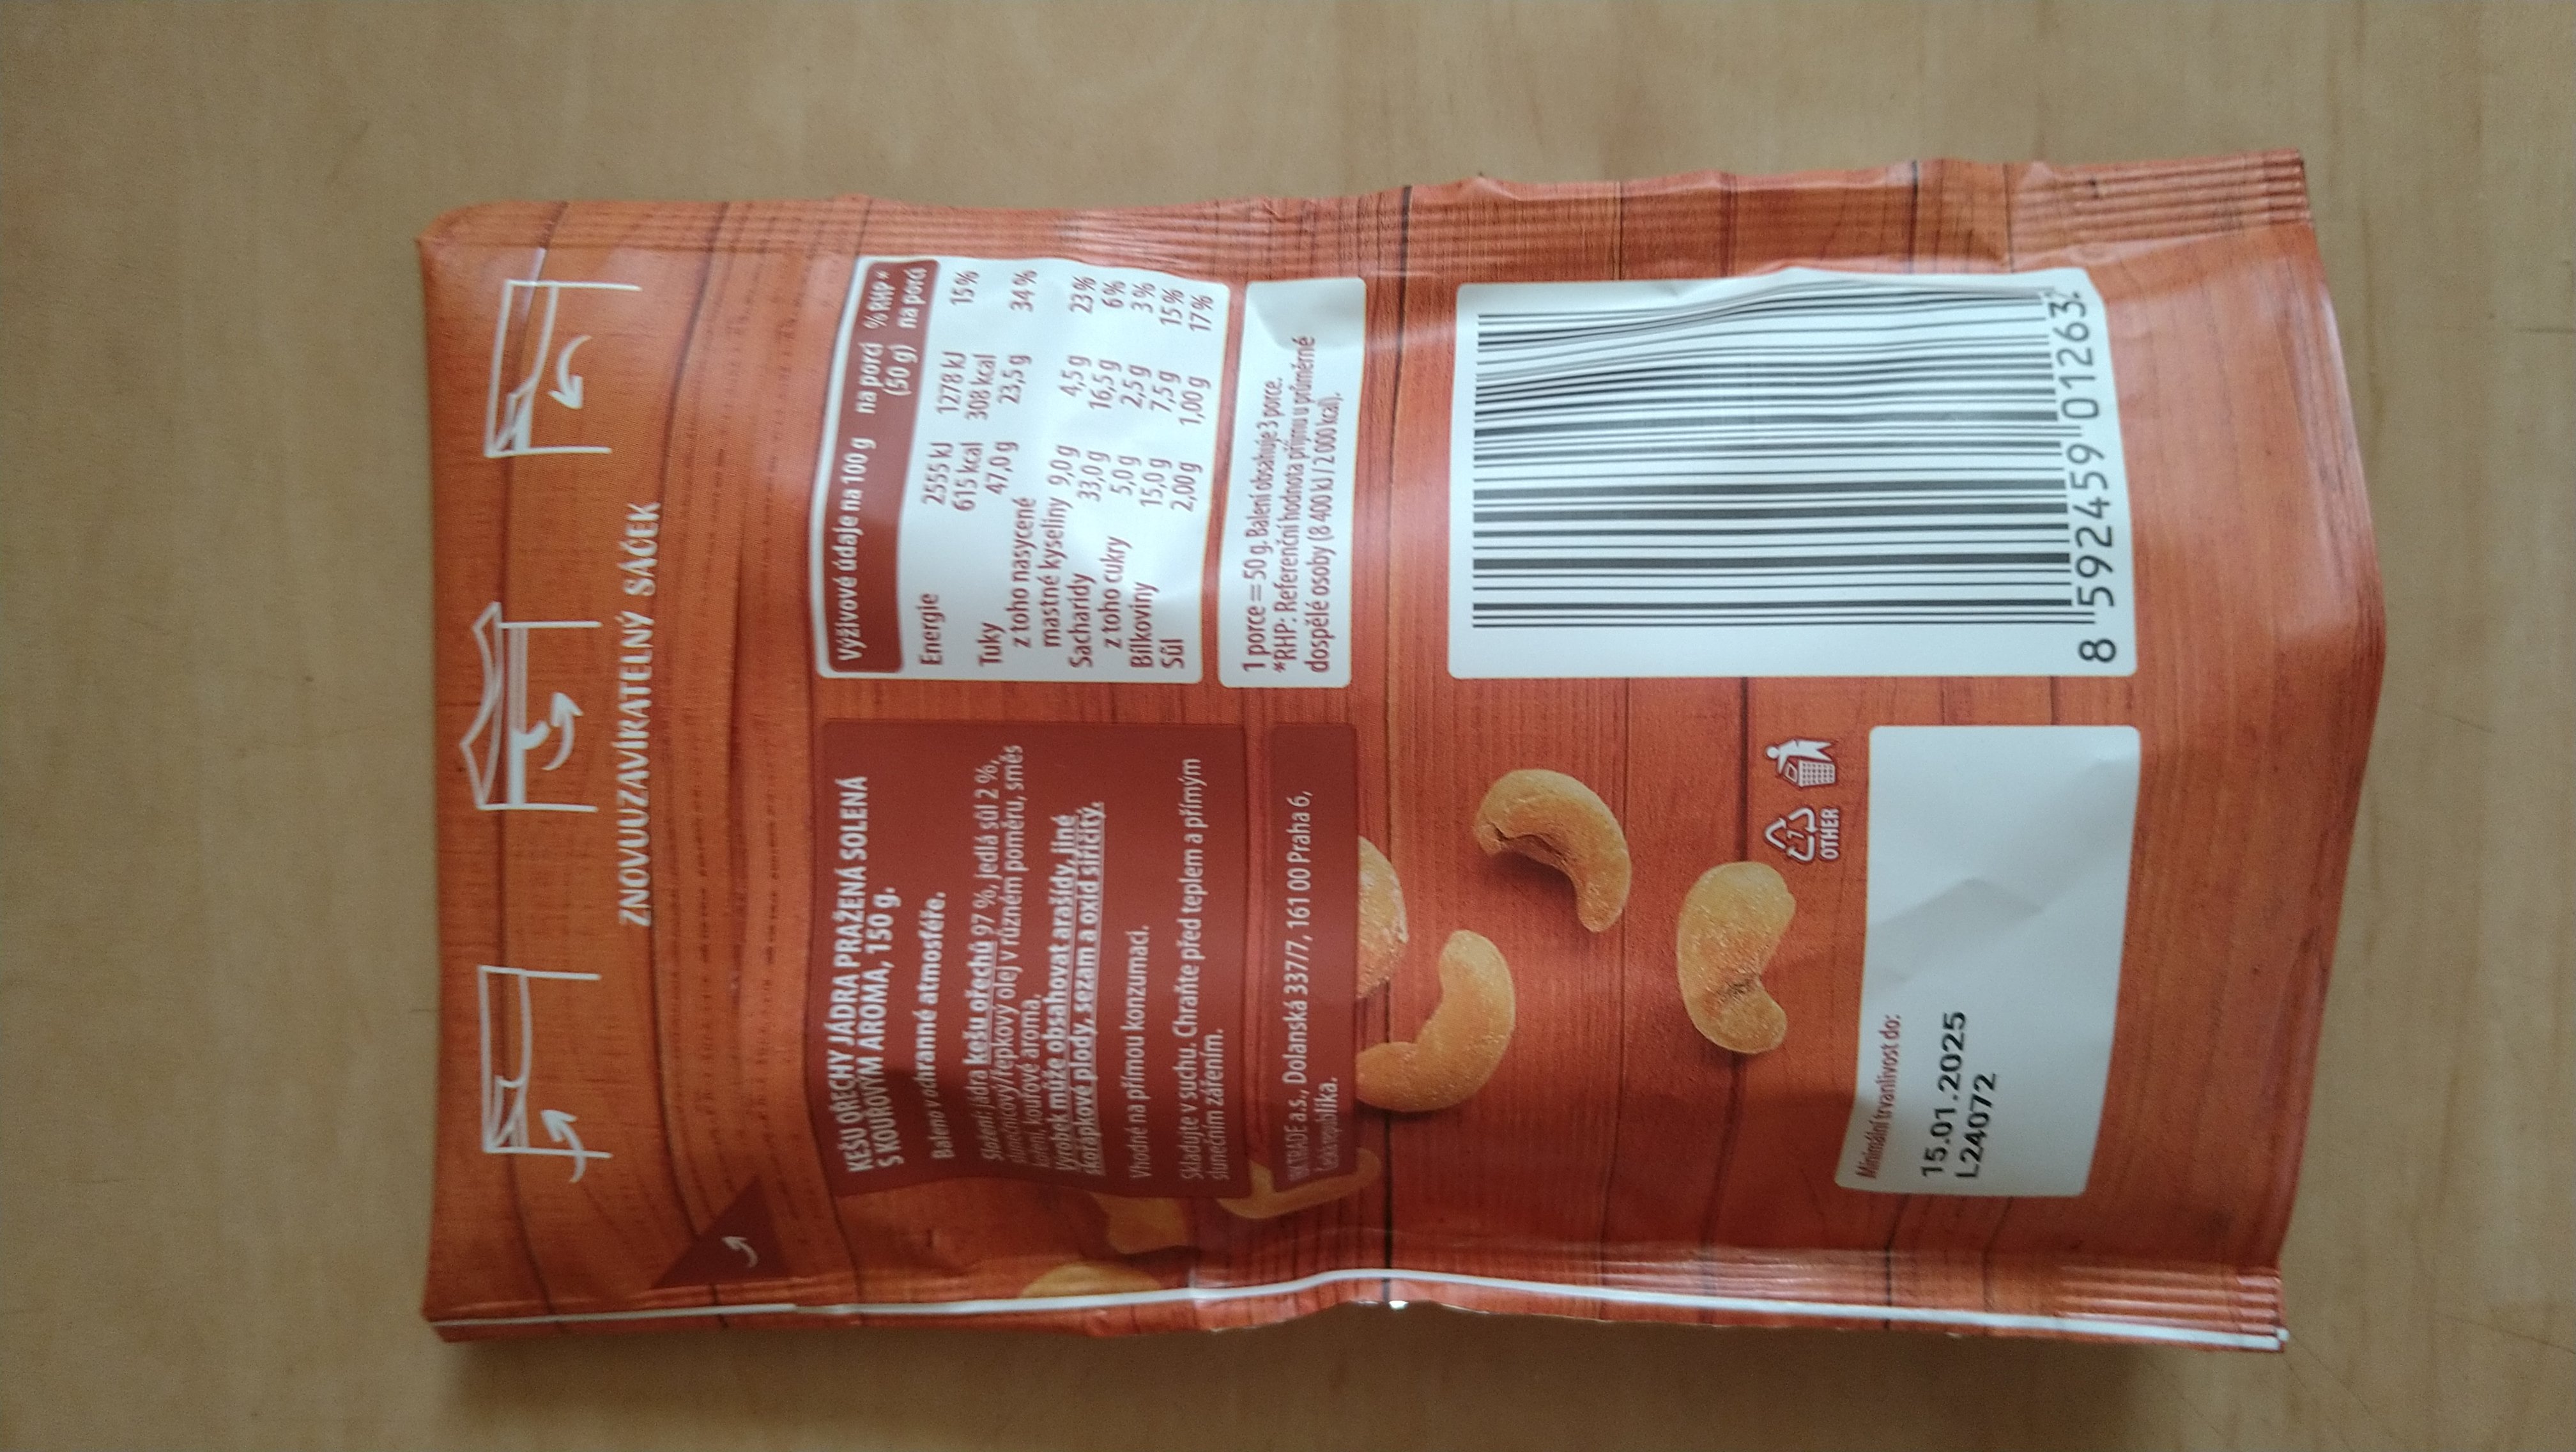 ZNOVUUZAVÍRATELNÝ SÁČEK
KEŠU OŘECHY JÁDRA PRAŽENÁ SOLENÁ
S KOUŘOVÝM AROMA, 150 g.
Baleno v ochranné atmosféře.
Složení: jádra kešu ořechů 97 %, jedlá sůl 2 %,
slunečnicový/řepkový olej v různém poměru, směs
koření, kouřové aroma.
Výrobek může obsahovat arašídy, jiné
skořápkové plody, sezam a oxid siřičitý.
Vhodné na přímou konzumaci.
Skladujte v suchu. Chraňte před teplem a přímým
slunečním zářením.
TRADE a.s., Dolanská 337/7, 161 00 Praha 6,
Česká republika.
Výživové údaje na 100 g na porci % RHP*
(50 g) na porci
Energie 2555 kJ 1278 kJ 15%
615 kcal 308 kcal
Tuky 47,0 g 23,5 g 34%
z toho nasycené
mastné kyseliny 9,0 g 4,5 g 23%
Sacharidy 33,0 g 16,5 g 6%
z toho cukry 5,0 g 2,5 g 3%
Bílkoviny 15,0 g 7,5 g 15%
Sůl 2,00 g 1,00 g 17%
1 porce = 50 g. Balení obsahuje 3 porce.
*RHP: Referenční hodnota příjmu u průměrné
dospělé osoby (8 400 kJ / 2 000 kcal).
7
OTHER
Minimální trvanlivost do:
15.01.2025
L24072
8 592459 012632